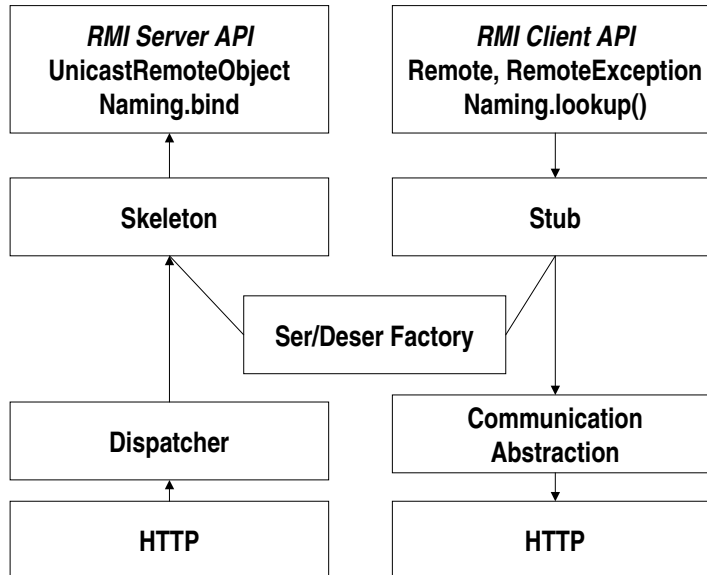 RMI Server API
UnicastRemoteObject
Naming.bind
RMI Client API
Remote, RemoteException
Naming.lookup()
Skeleton
Stub
Ser/Deser Factory
Dispatcher
Communication
Abstraction
HTTP
HTTP